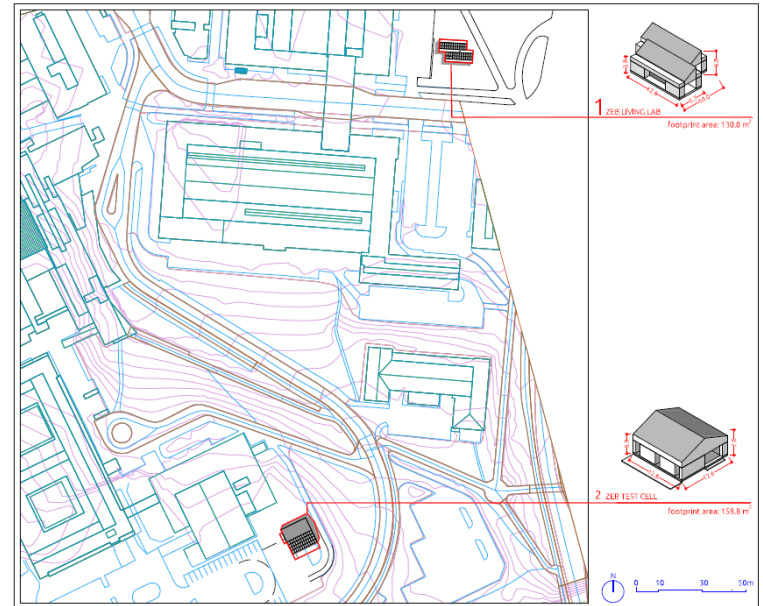 1 ZEB LIVING LAB
footprint area: 130.0 m²
2 ZEB TEST CELL
footprint area: 159.8 m²
N
0 10 30 50m